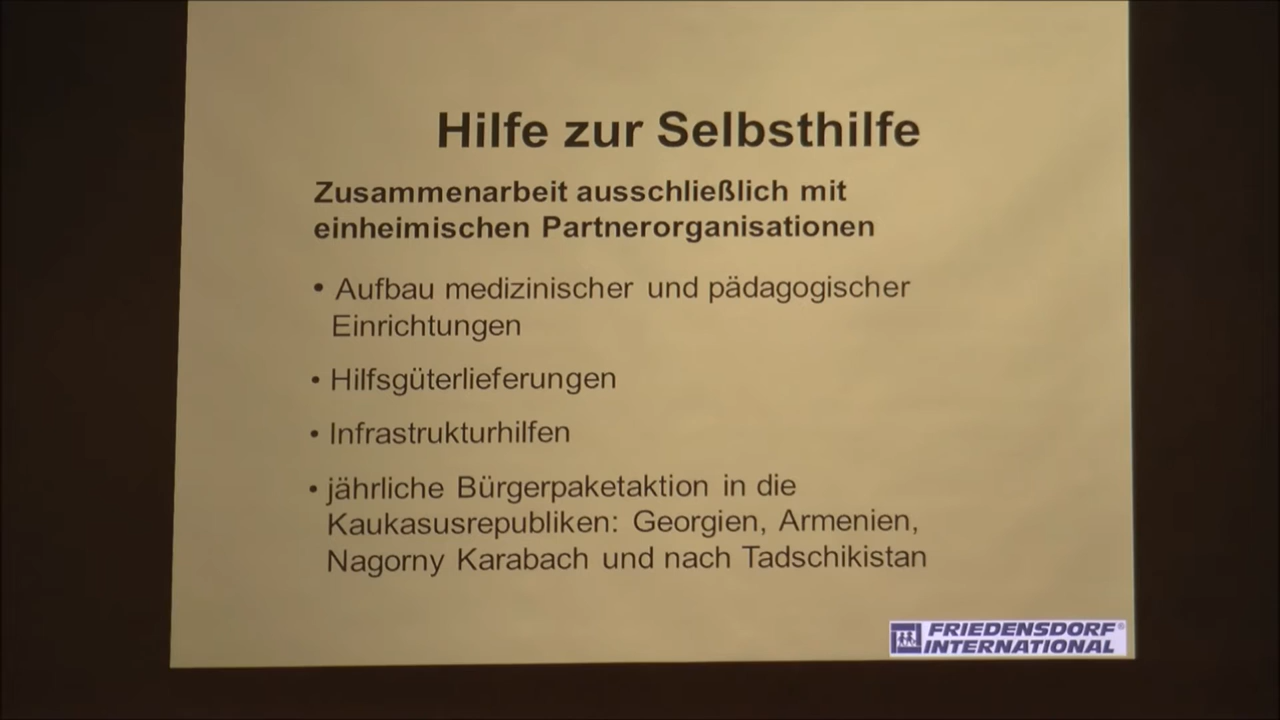 Hilfe zur Selbsthilfe
Zusammenarbeit ausschließlich mit
einheimischen Partnerorganisationen
• Aufbau medizinischer und pädagogischer
Einrichtungen
• Hilfsgüterlieferungen
• Infrastrukturhilfen
• jährliche Bürgerpaketaktion in die
Kaukasusrepubliken: Georgien, Armenien,
Nagorny Karabach und nach Tadschikistan
FRIEDENSDORF®
INTERNATIONAL